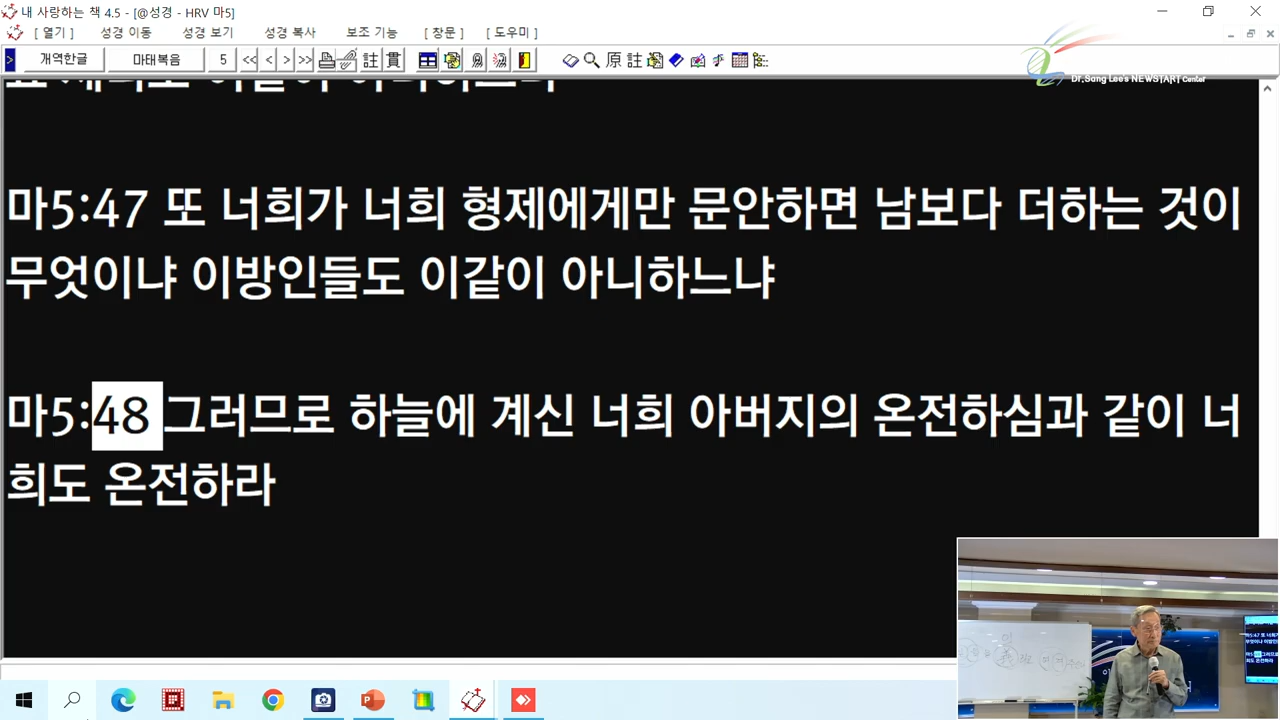 내 사랑하는 책 4.5 - [@성경 - HRV 마5]
[ 열기 ] 성경 이동 성경 보기 성경 복사 보조 기능 [ 창문 ] [ 도우미 ]
> 개역한글 마태복음 5 << < > >> 註 貫 原 註
Dr.Sang Lee's NEWSTART Center
마5:47 또 너희가 너희 형제에게만 문안하면 남보다 더하는 것이
무엇이냐 이방인들도 이같이 아니하느냐
마5:48 그러므로 하늘에 계신 너희 아버지의 온전하심과 같이 너
희도 온전하라